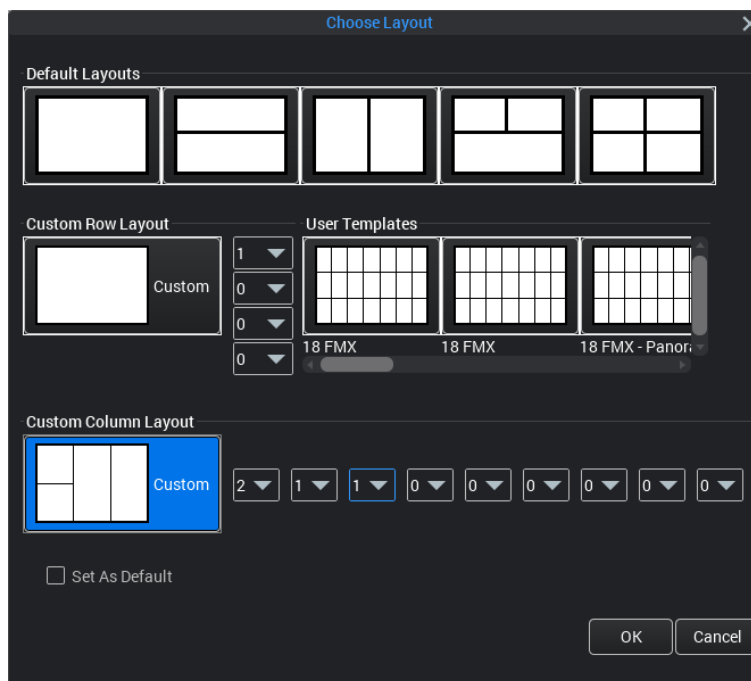 Choose Layout
Default Layouts
Custom Row Layout
Custom
1
0
0
0
User Templates
18 FMX
18 FMX
18 FMX - Panora
Custom Column Layout
Custom
2 1 1 0 0 0 0 0 0
Set As Default
OK Cancel